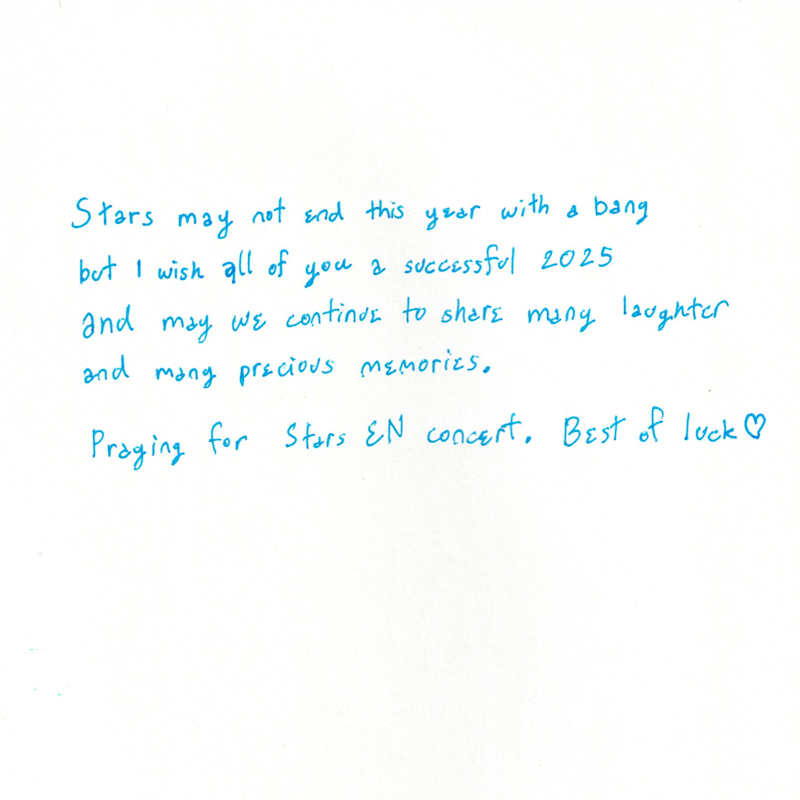 Stars may not end this year with a bang
but I wish all of you a successful 2025
and may we continue to share many laughter
and many precious memories.
Praying for Stars EN concert. Best of luck♡